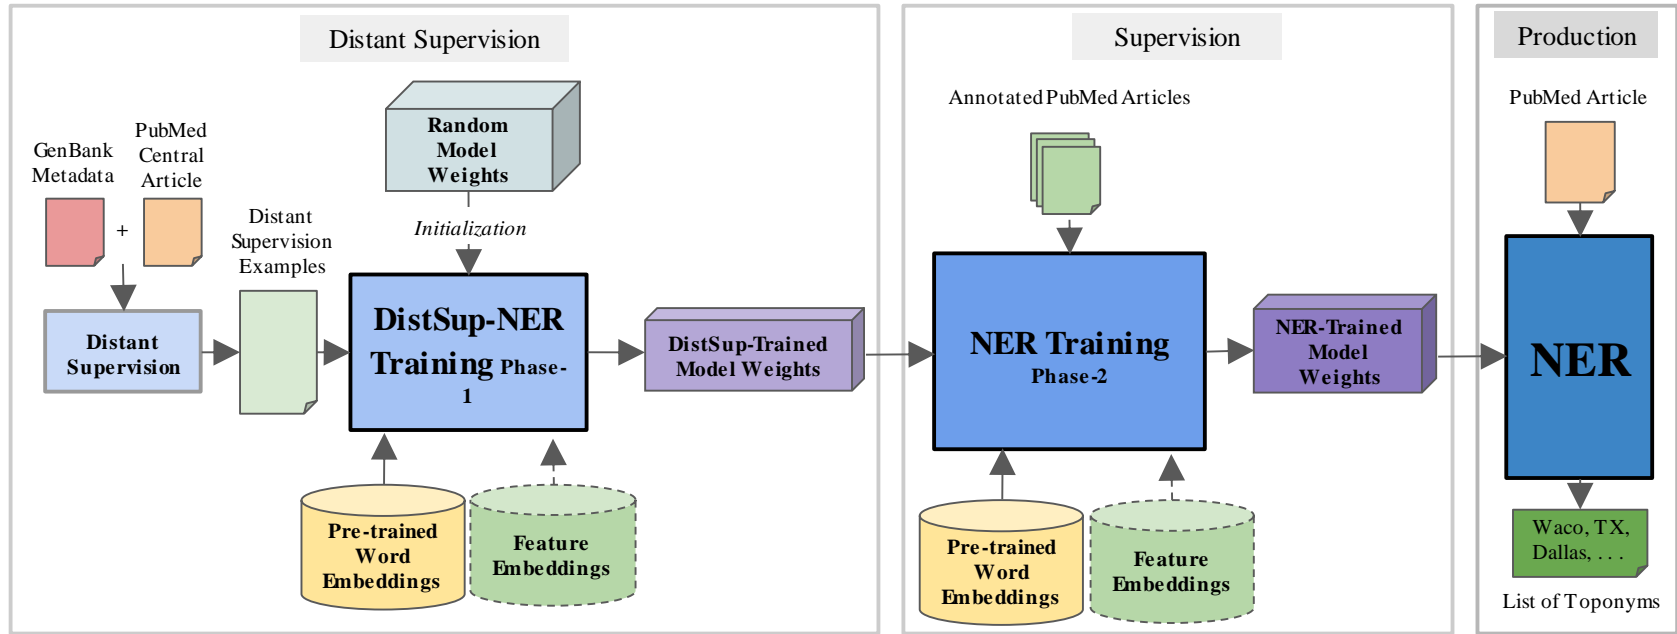 Distant Supervision
GenBank
Metadata
+
PubMed
Central
Article
Distant
Supervision
Distant
Supervision
Examples
Random
Model
Weights
Initialization
DistSup-NER
Training Phase-
1
Pre-trained
Word
Embeddings
Feature
Embeddings
DistSup-Trained
Model Weights
Supervision
Annotated PubMed Articles
NER Training
Phase-2
Pre-trained
Word
Embeddings
Feature
Embeddings
NER-Trained
Model
Weights
Production
PubMed Article
NER
Waco, TX,
Dallas, . . .
List of Toponyms